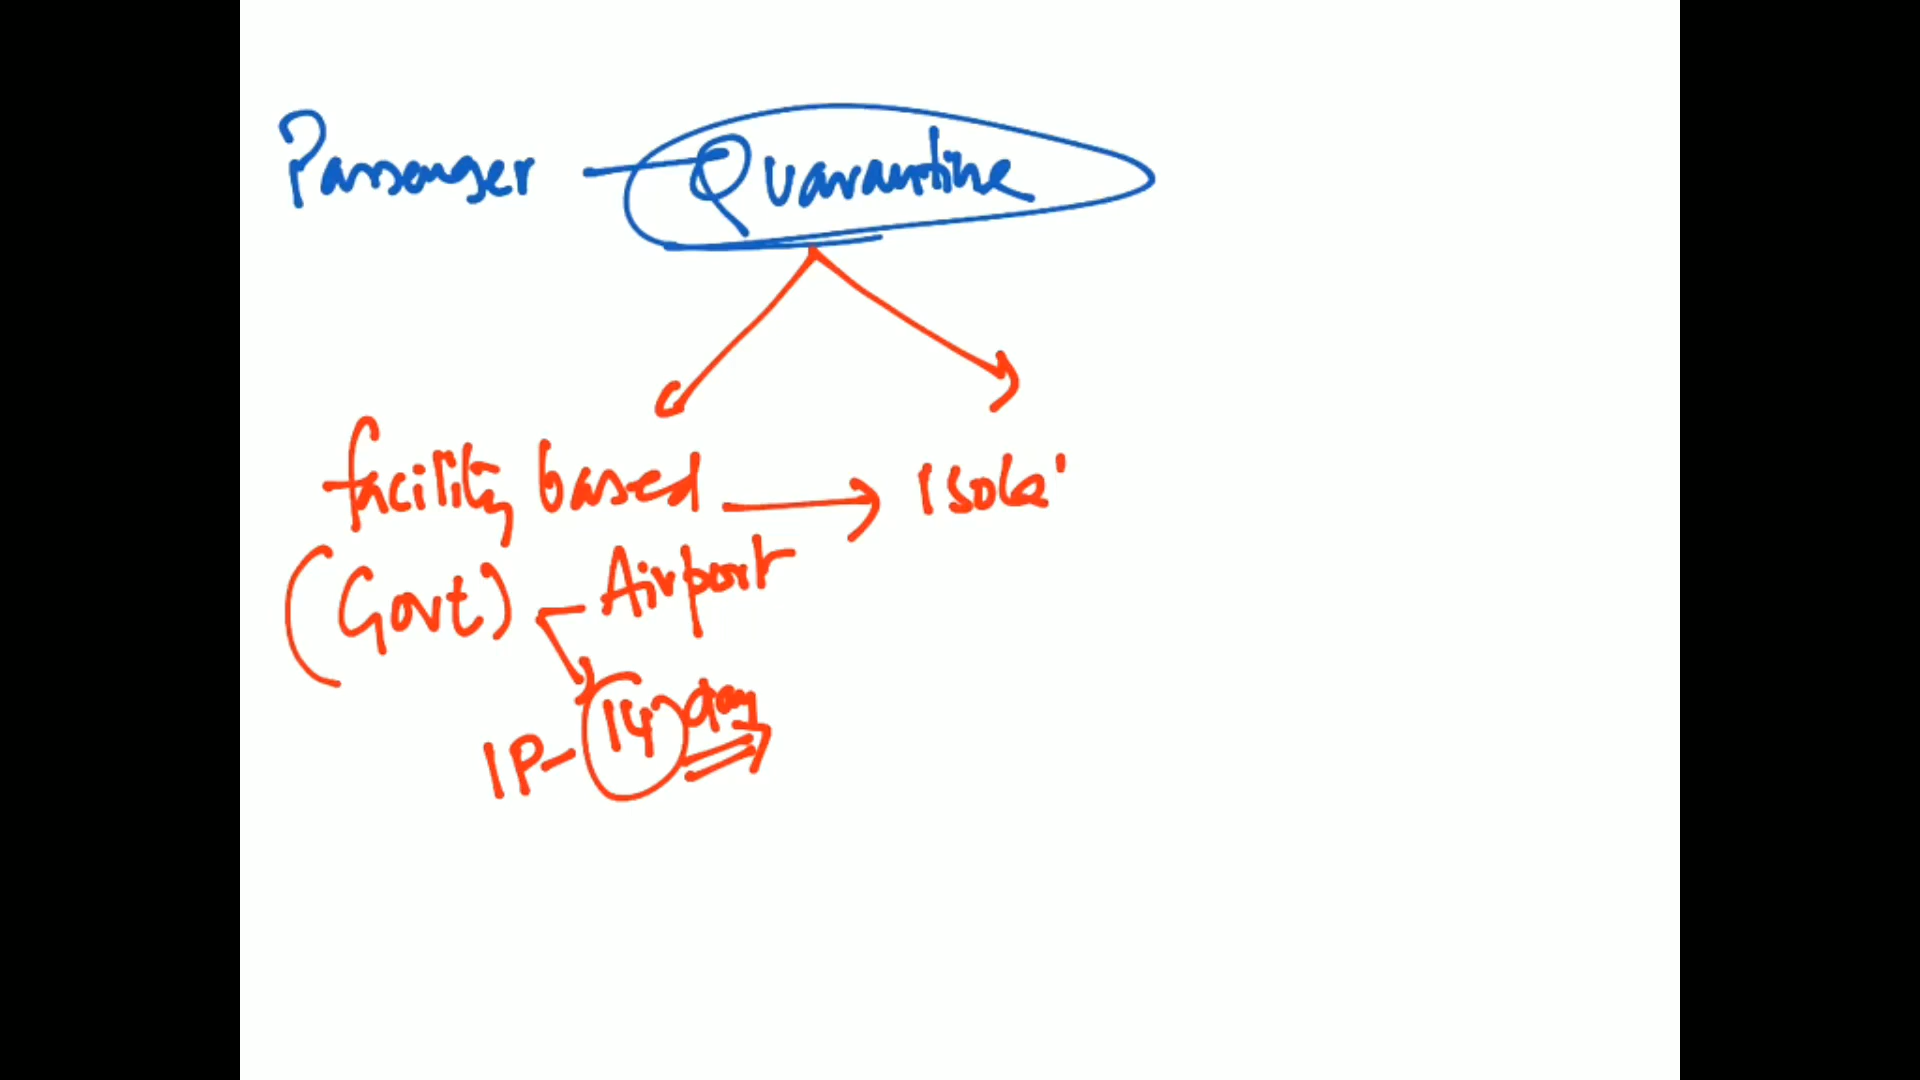 Passenger - Quarantine
facility based → Isola'
(Govt) - Airport
IP - 14 day